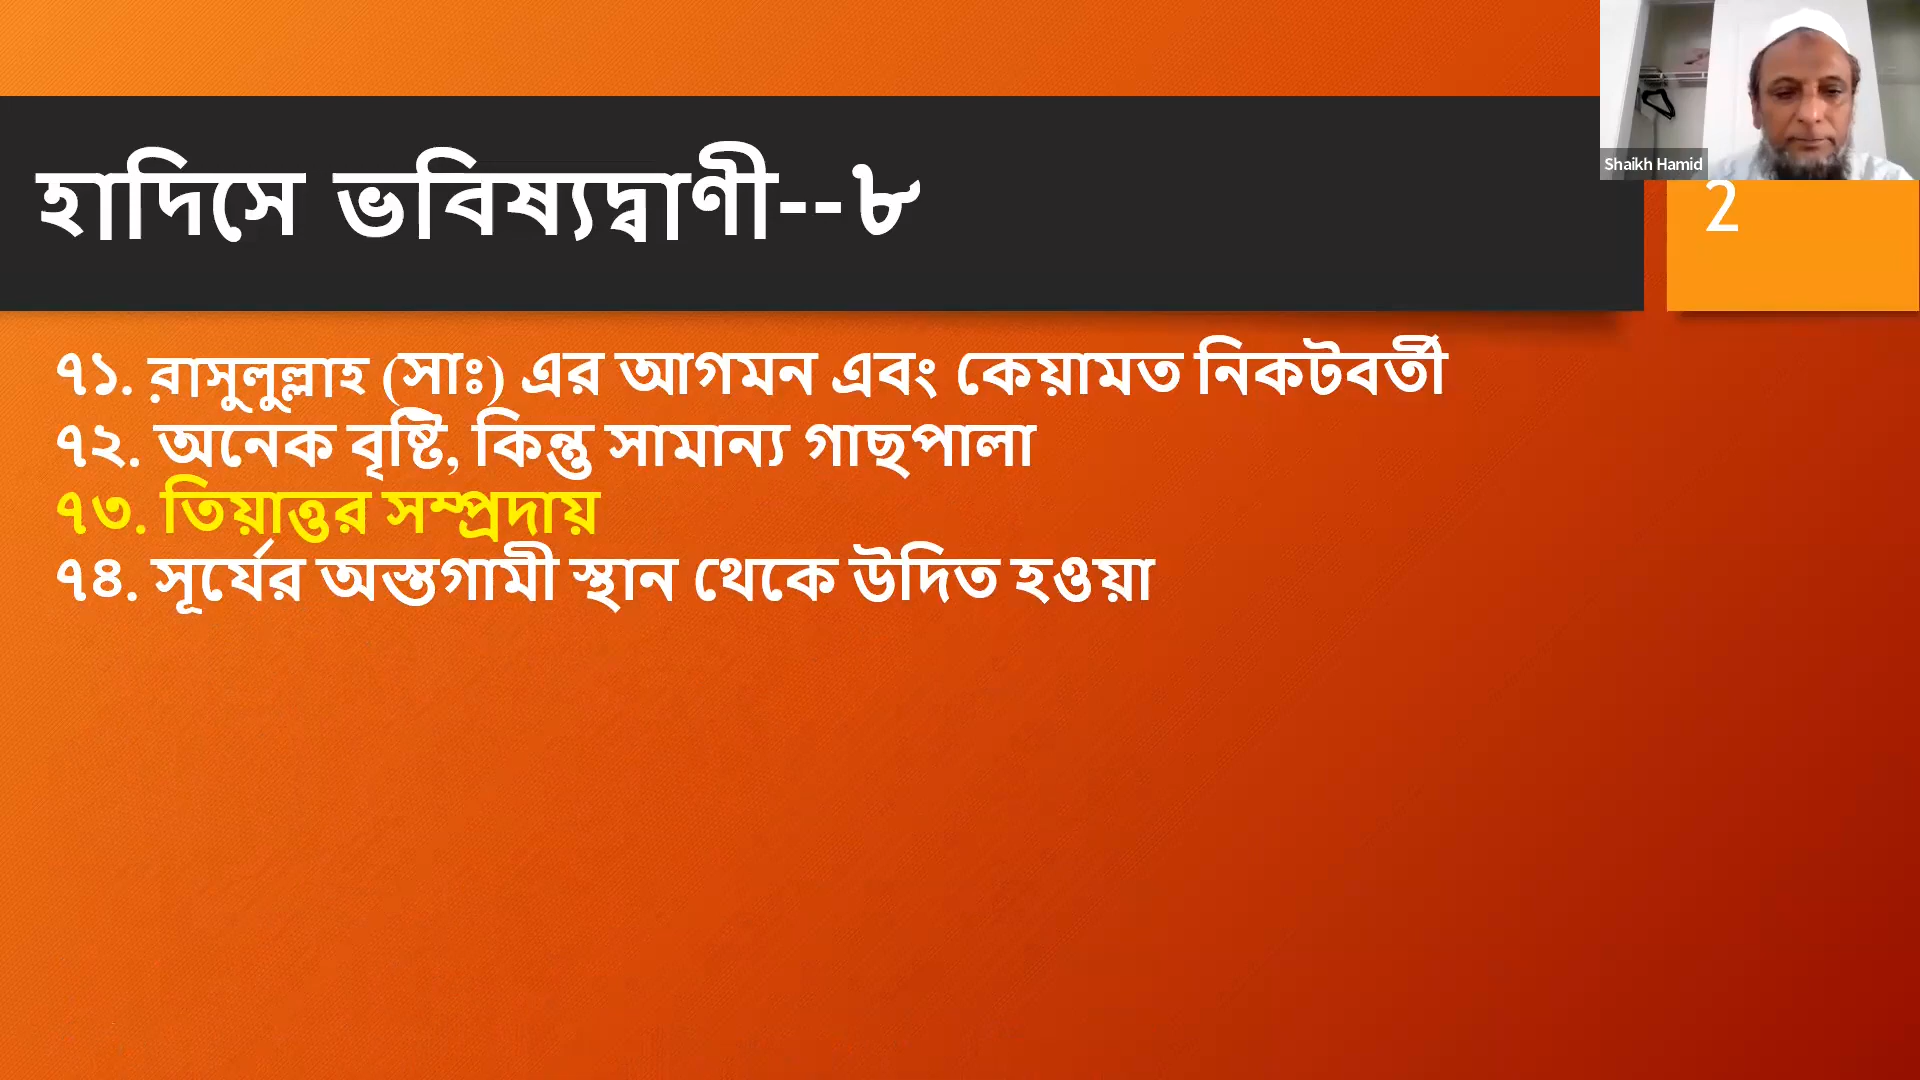 হাদিসে ভবিষ্যদ্বাণী--৮
Shaikh Hamid
2
৭১. রাসুলুল্লাহ (সাঃ) এর আগমন এবং কেয়ামত নিকটবর্তী
৭২. অনেক বৃষ্টি, কিন্তু সামান্য গাছপালা
৭৩. তিয়াত্তর সম্প্রদায়
৭৪. সূর্যের অস্তগামী স্থান থেকে উদিত হওয়া